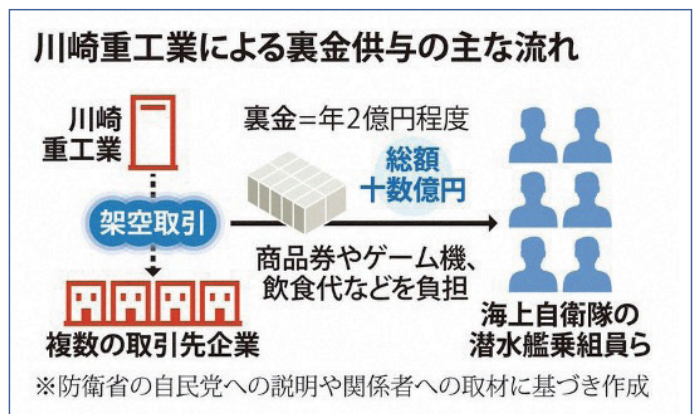 川崎重工業による裏金供与の主な流れ
川崎
重工業
裏金=年2億円程度
総額
十数億円
架空取引
商品券やゲーム機、
飲食代などを負担
複数の取引先企業
海上自衛隊の
潜水艦乗組員ら
※防衛省の自民党への説明や関係者への取材に基づき作成